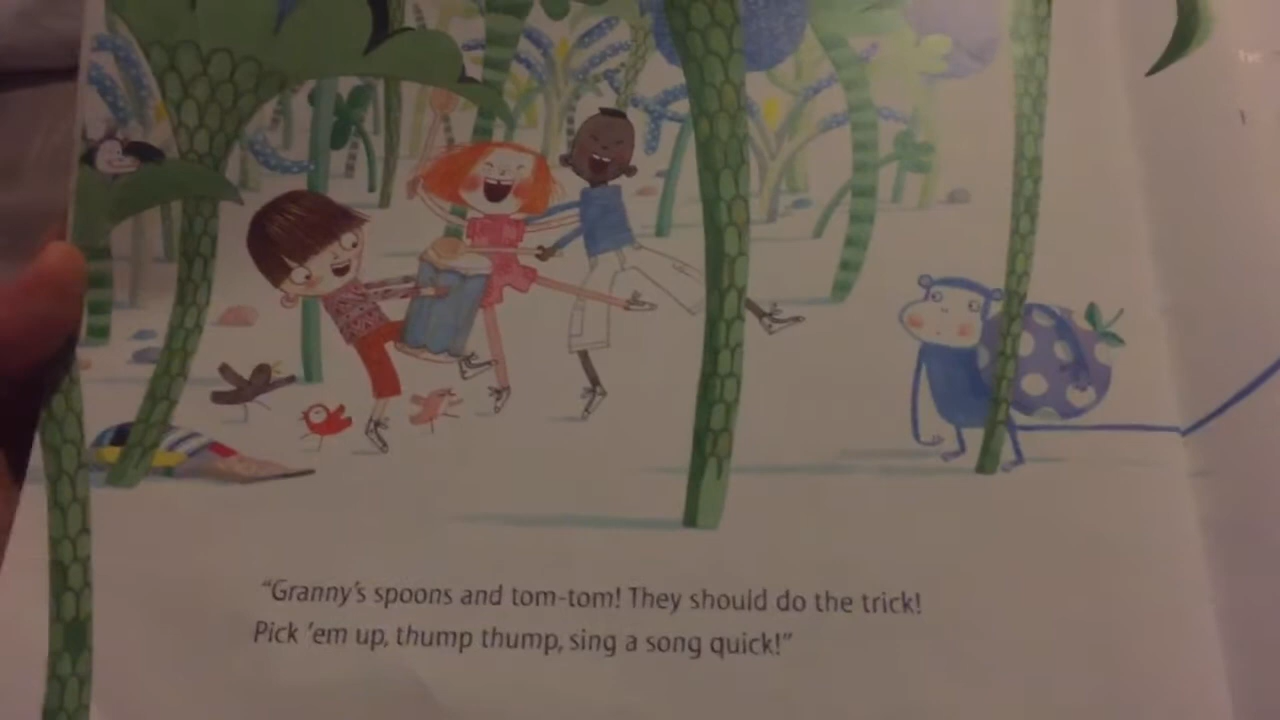 “Granny’s spoons and tom-tom! They should do the trick!
Pick ’em up, thump thump, sing a song quick!”